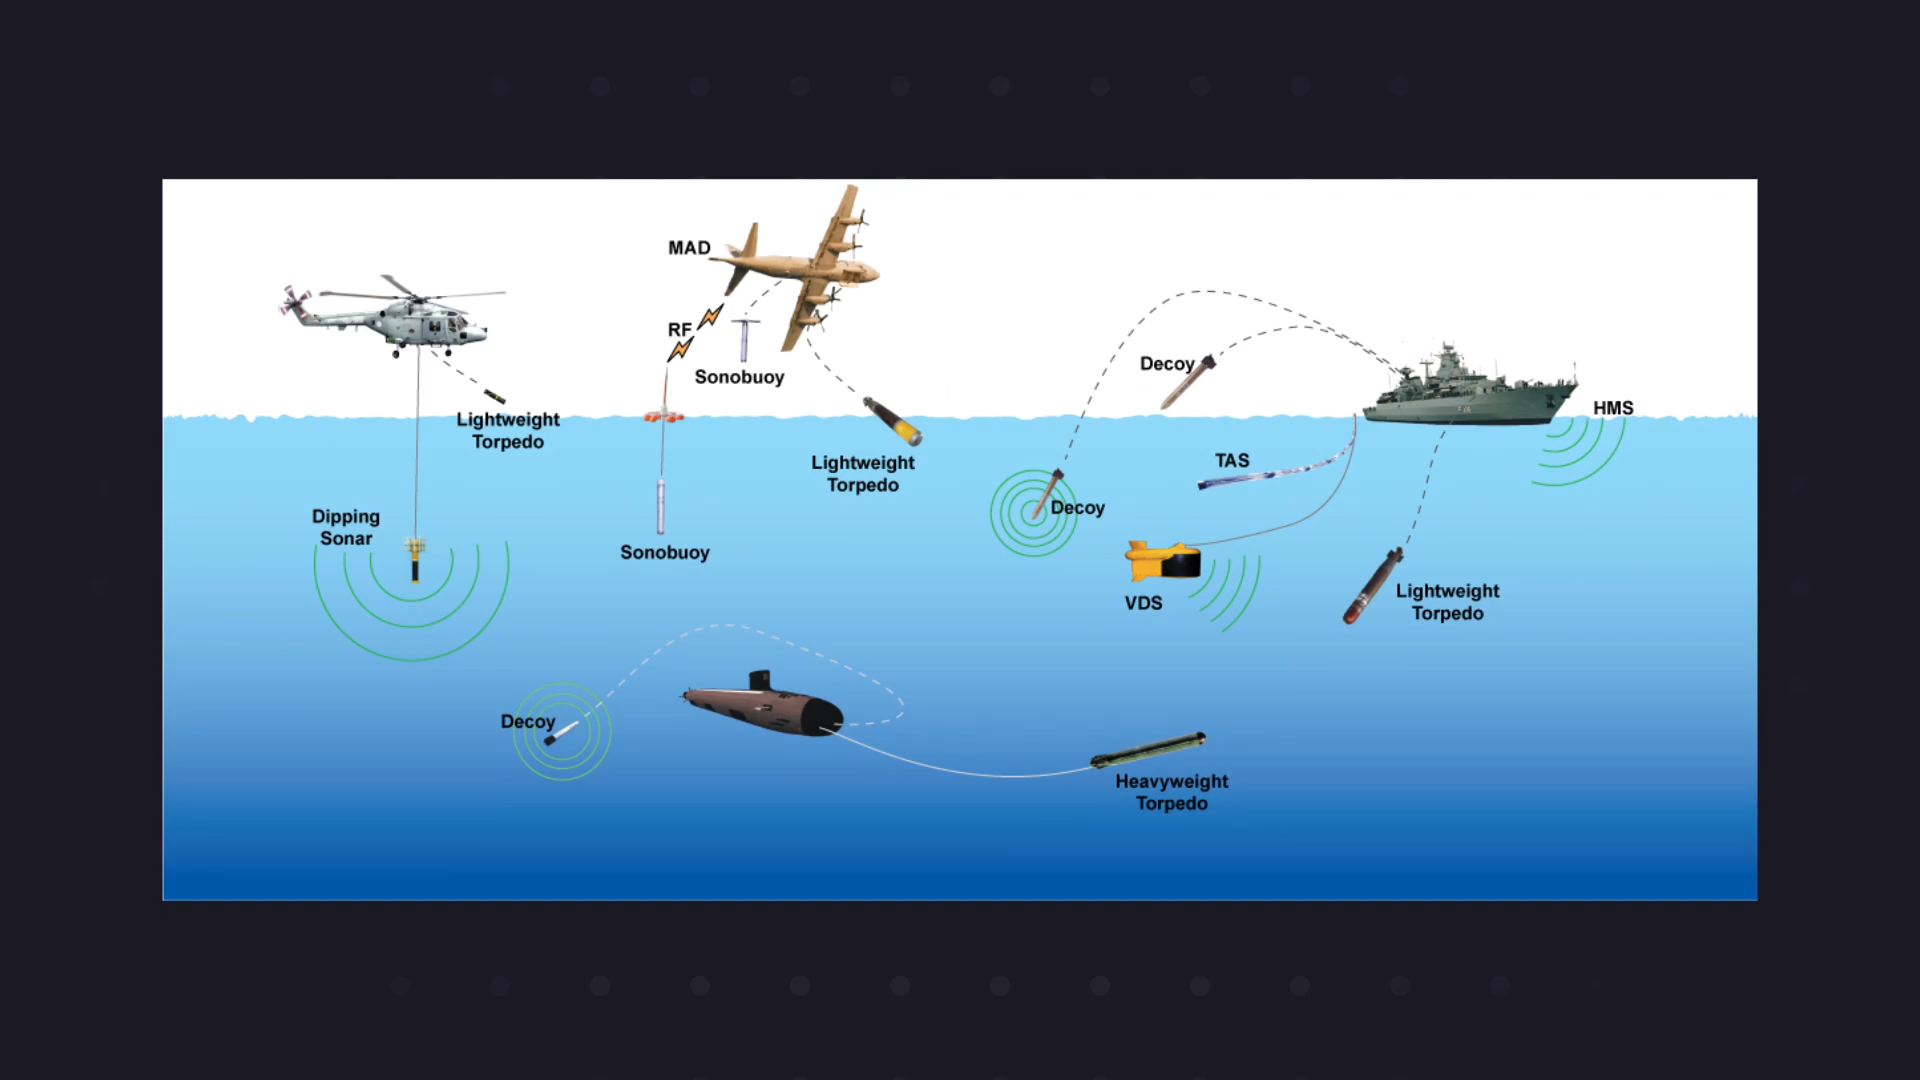 MAD
RF
Sonobuoy
Decoy
HMS
Lightweight
Torpedo
TAS
Lightweight
Torpedo
Decoy
Dipping
Sonar
Sonobuoy
VDS
Lightweight
Torpedo
Decoy
Heavyweight
Torpedo